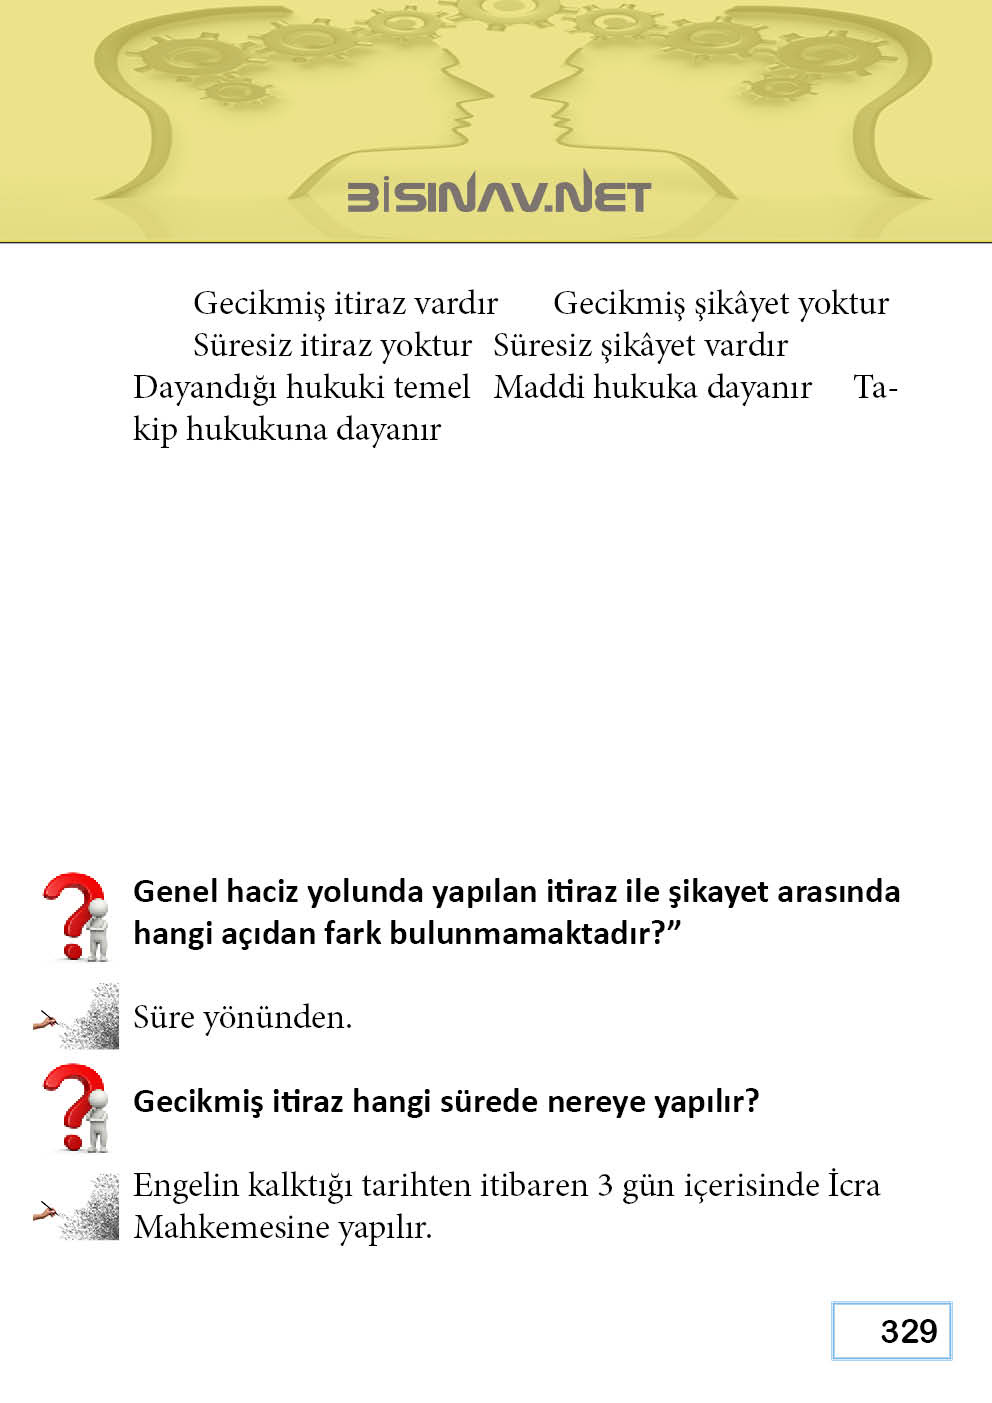 BİSINAV.NET
Gecikmiş itiraz vardır Gecikmiş şikâyet yoktur
Süresiz itiraz yoktur Süresiz şikâyet vardır
Dayandığı hukuki temel Maddi hukuka dayanır Ta-
kip hukukuna dayanır
Genel haciz yolunda yapılan itiraz ile şikayet arasında
hangi açıdan fark bulunmamaktadır?”
Süre yönünden.
Gecikmiş itiraz hangi sürede nereye yapılır?
Engelin kalktığı tarihten itibaren 3 gün içerisinde İcra
Mahkemesine yapılır.
329